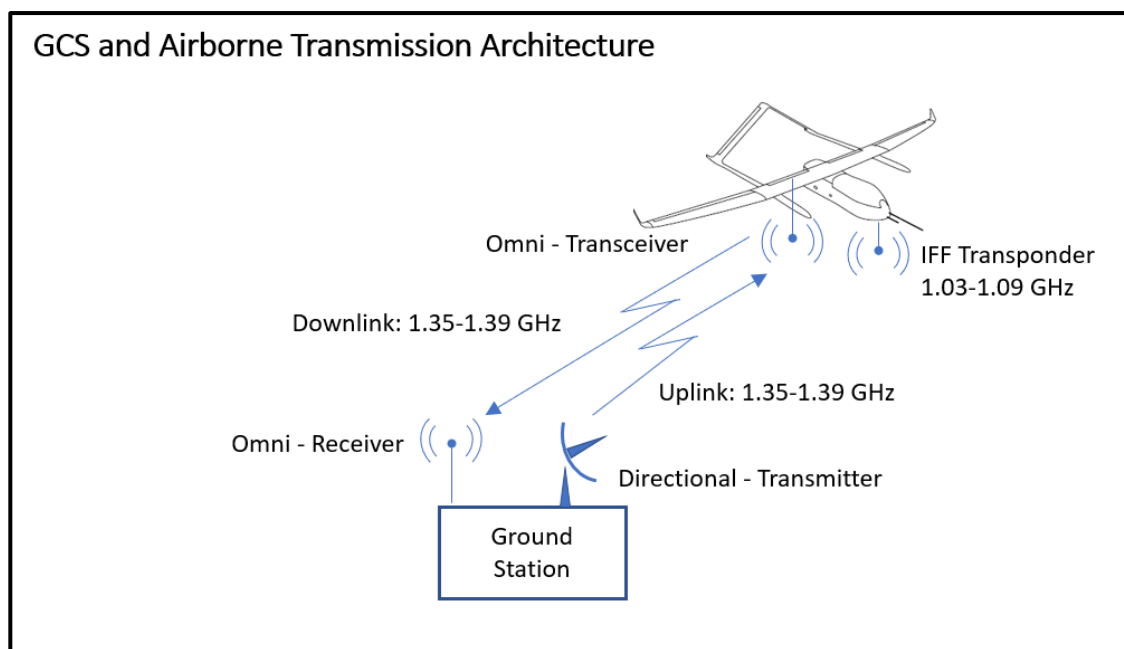 GCS and Airborne Transmission Architecture
Omni - Transceiver
IFF Transponder
1.03-1.09 GHz
Downlink: 1.35-1.39 GHz
Uplink: 1.35-1.39 GHz
Omni - Receiver
Directional - Transmitter
Ground
Station